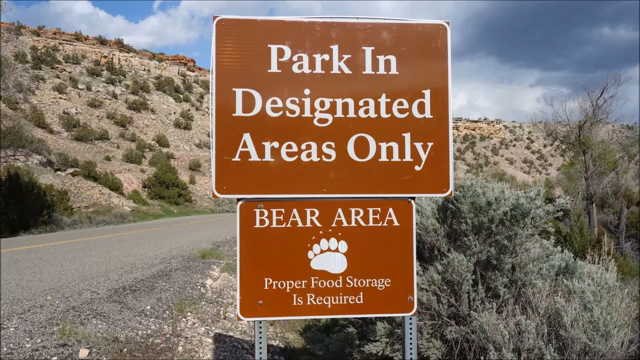 Park In
Designated
Areas Only
BEAR AREA
Proper Food Storage
Is Required